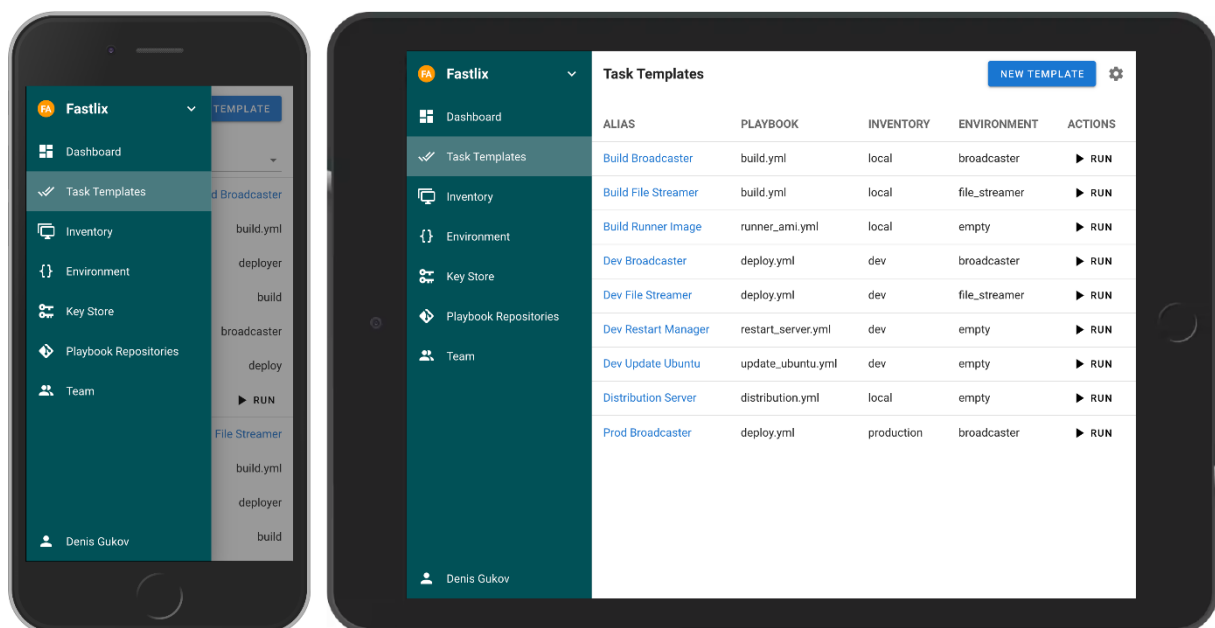 FA Fastlix
TEMPLATE
Dashboard
Task Templates
d Broadcaster
Inventory
build.yml
Environment
deployer
Key Store
build
broadcaster
Playbook Repositories
deploy
Team
RUN
File Streamer
build.yml
deployer
Denis Gukov
build
FA Fastlix
Dashboard
Task Templates
Inventory
{} Environment
Key Store
Playbook Repositories
Team
Denis Gukov
Task Templates
NEW TEMPLATE
ALIAS PLAYBOOK INVENTORY ENVIRONMENT ACTIONS
Build Broadcaster build.yml local broadcaster RUN
Build File Streamer build.yml local file_streamer RUN
Build Runner Image runner_ami.yml local empty RUN
Dev Broadcaster deploy.yml dev broadcaster RUN
Dev File Streamer deploy.yml dev file_streamer RUN
Dev Restart Manager restart_server.yml dev empty RUN
Dev Update Ubuntu update_ubuntu.yml dev empty RUN
Distribution Server distribution.yml local empty RUN
Prod Broadcaster deploy.yml production broadcaster RUN